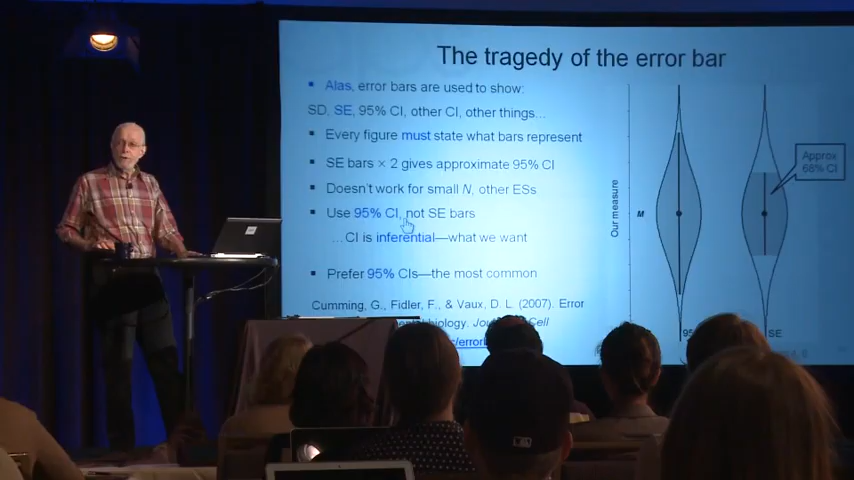 The tragedy of the error bar
Alas, error bars are used to show:
SD, SE, 95% CI, other CI, other things...
Every figure must state what bars represent
SE bars × 2 gives approximate 95% CI
Doesn't work for small N, other ESs
Use 95% CI, not SE bars
...CI is inferential—what we want
Prefer 95% CIs—the most common
Cumming, G., Fidler, F., & Vaux, D. L. (2007). Error
biology. Cell
Our measure
M
Approx
68% CI
SE